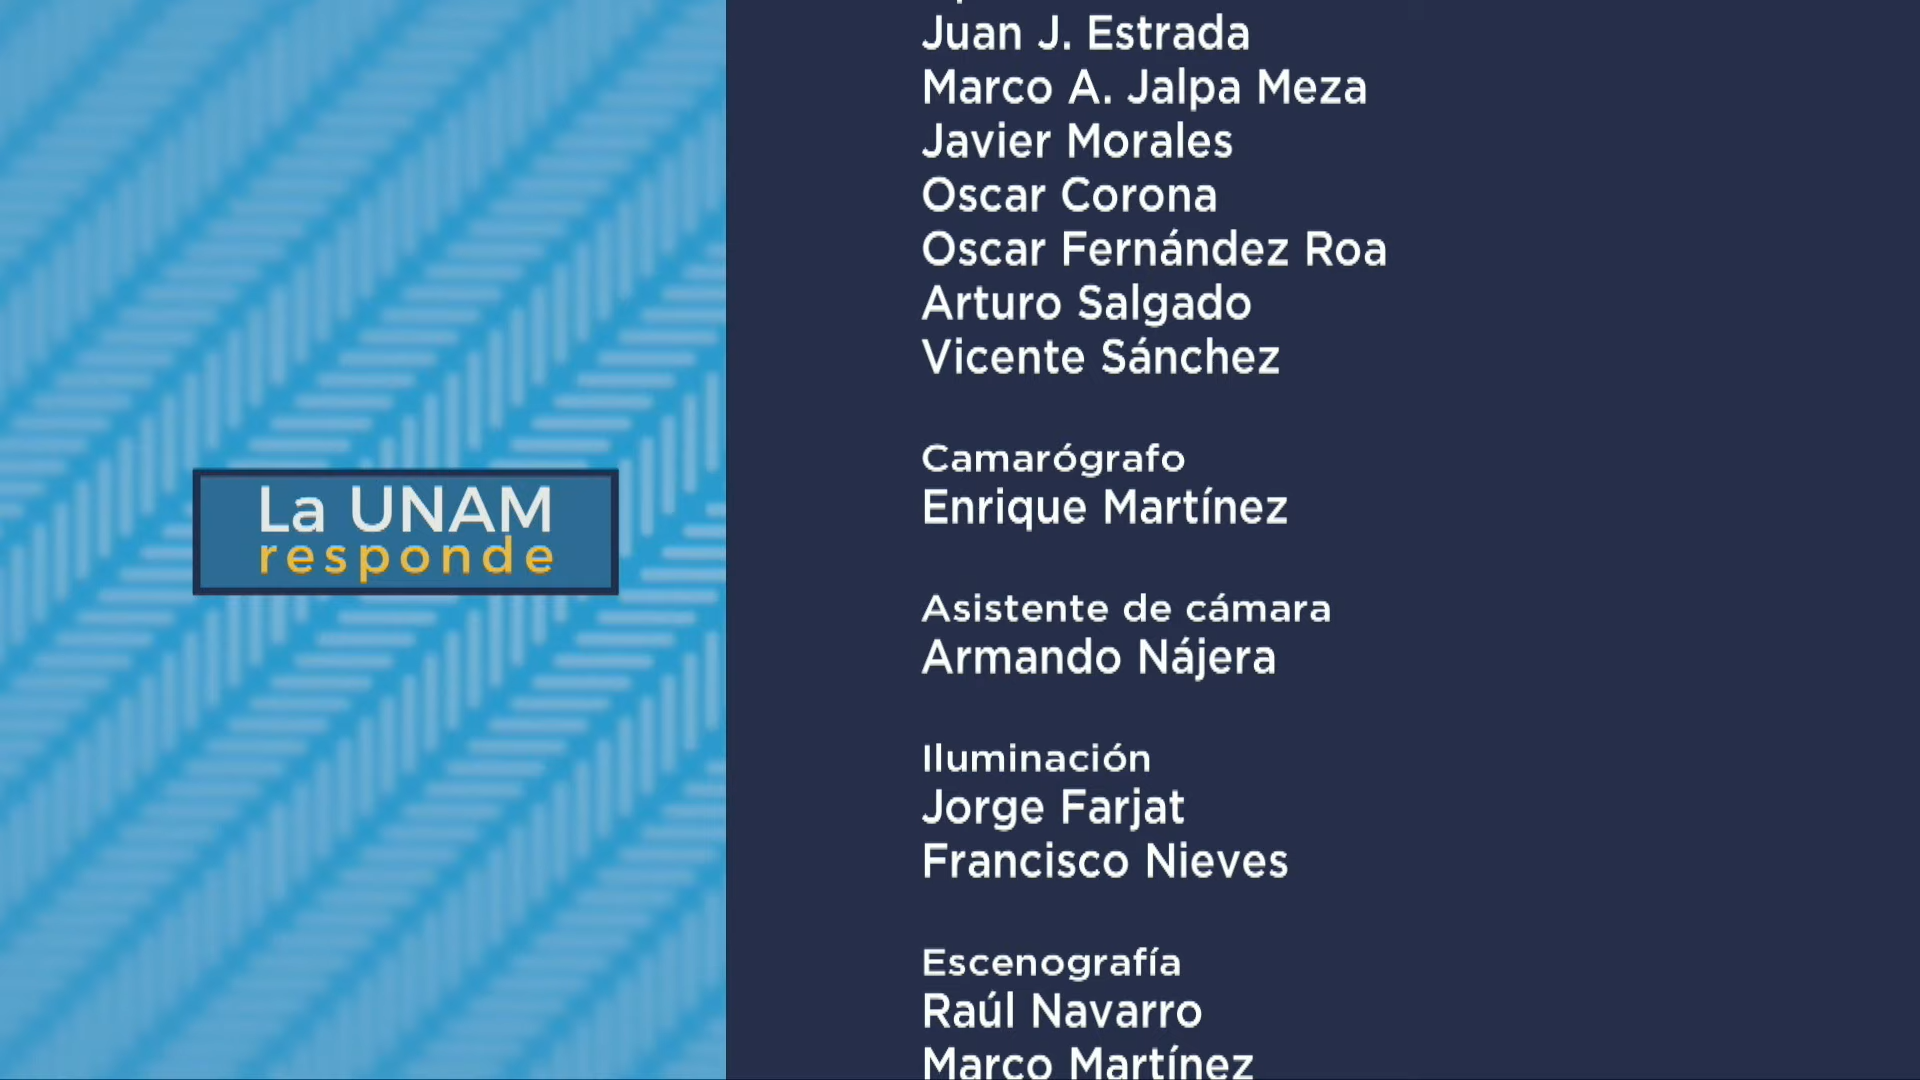 La UNAM
responde
Juan J. Estrada
Marco A. Jalpa Meza
Javier Morales
Oscar Corona
Oscar Fernández Roa
Arturo Salgado
Vicente Sánchez
Camarógrafo
Enrique Martínez
Asistente de cámara
Armando Nájera
Iluminación
Jorge Farjat
Francisco Nieves
Escenografía
Raúl Navarro
Marco Martínez